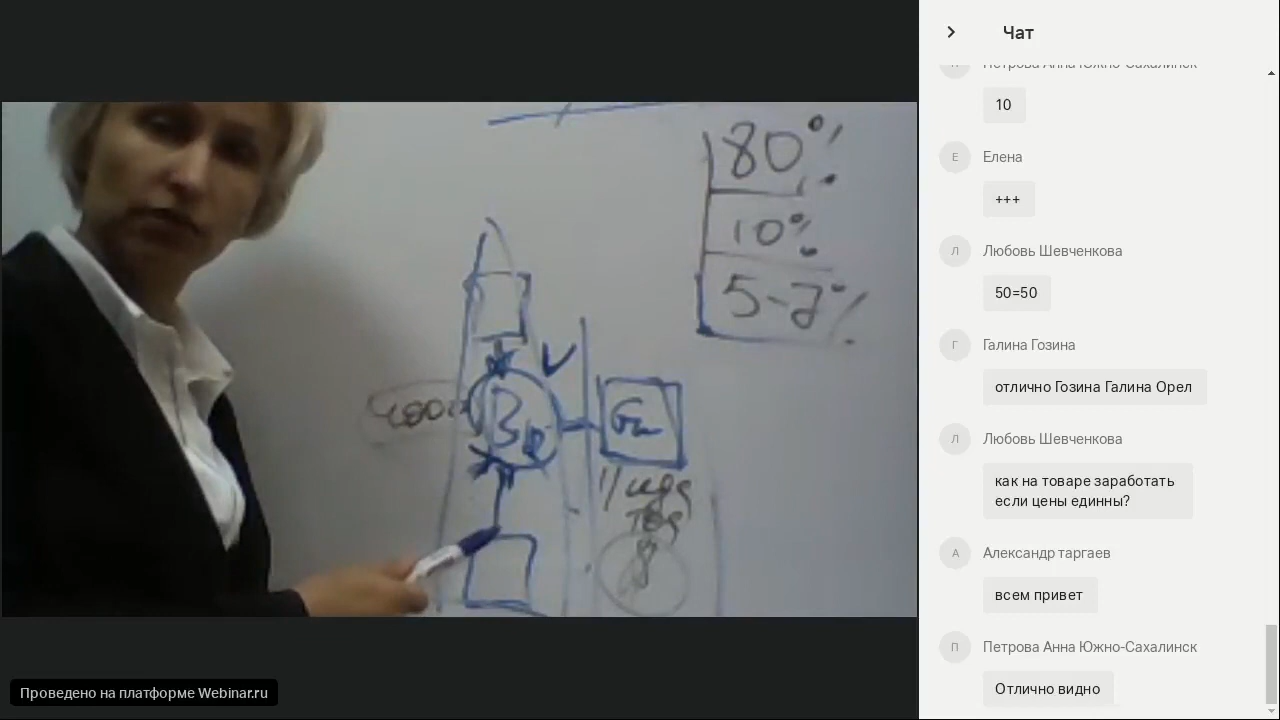 80%
10%
5-7%
Проведено на платформе Webinar.ru
Чат
Петрова Анна Южно-Сахалинск
10
Е
Елена
+++
Л
Любовь Шевченкова
50=50
Г
Галина Гозина
отлично Гозина Галина Орел
Л
Любовь Шевченкова
как на товаре заработать
если цены единны?
А
Александр таргаев
всем привет
П
Петрова Анна Южно-Сахалинск
Отлично видно